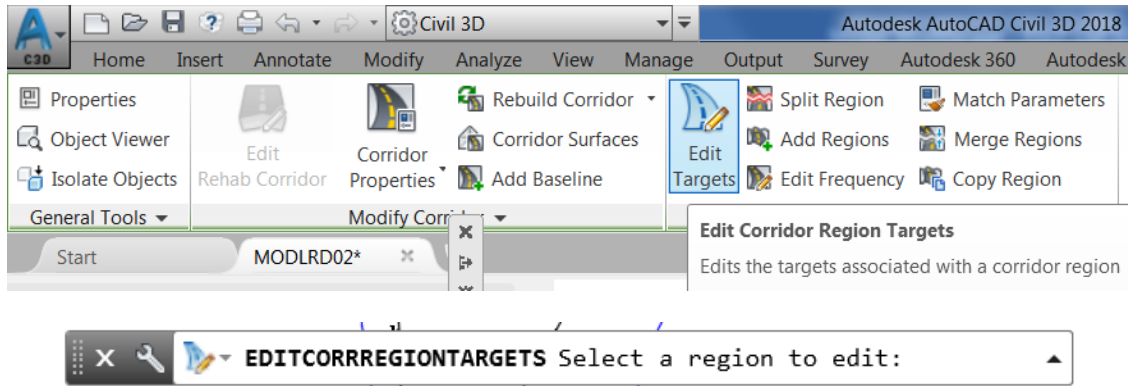 Civil 3D Autodesk AutoCAD Civil 3D 2018
C3D Home Insert Annotate Modify Analyze View Manage Output Survey Autodesk 360 Autodesk
Properties Rebuild Corridor Split Region Match Parameters
Object Viewer Edit Corridor Corridor Surfaces Edit Add Regions Merge Regions
Isolate Objects Rehab Corridor Properties Add Baseline Targets Edit Frequency Copy Region
General Tools Modify
Edit Corridor Region Targets
Start MODLRD02*
Edits the targets associated with a corridor region
EDITCORRREGIONTARGETS Select a region to edit: